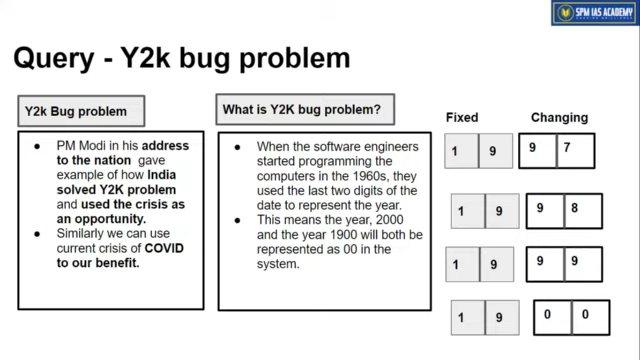 SPM IAS ACADEMY
Query - Y2k bug problem
Y2k Bug problem
● PM Modi in his address
to the nation gave
example of how India
solved Y2K problem
and used the crisis as
an opportunity.
● Similarly we can use
current crisis of COVID
to our benefit.
What is Y2K bug problem?
● When the software engineers
started programming the
computers in the 1960s, they
used the last two digits of the
date to represent the year.
● This means the year, 2000
and the year 1900 will both be
represented as 00 in the
system.
Fixed Changing
1 9 9 7
1 9 9 8
1 9 9 9
1 9 0 0